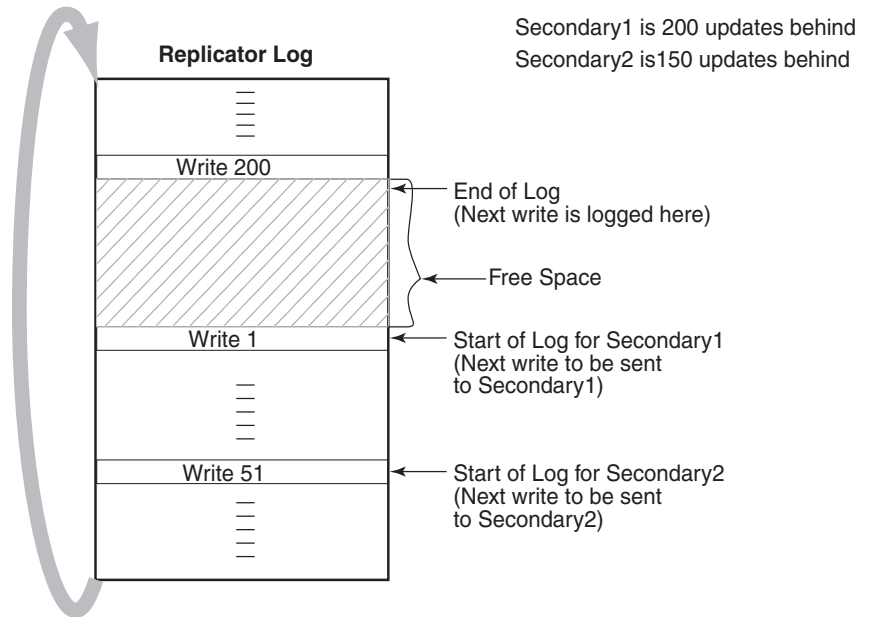 Secondary1 is 200 updates behind
Secondary2 is150 updates behind
Replicator Log
Write 200
End of Log
(Next write is logged here)
Free Space
Write 1
Start of Log for Secondary1
(Next write to be sent
to Secondary1)
Write 51
Start of Log for Secondary2
(Next write to be sent
to Secondary2)